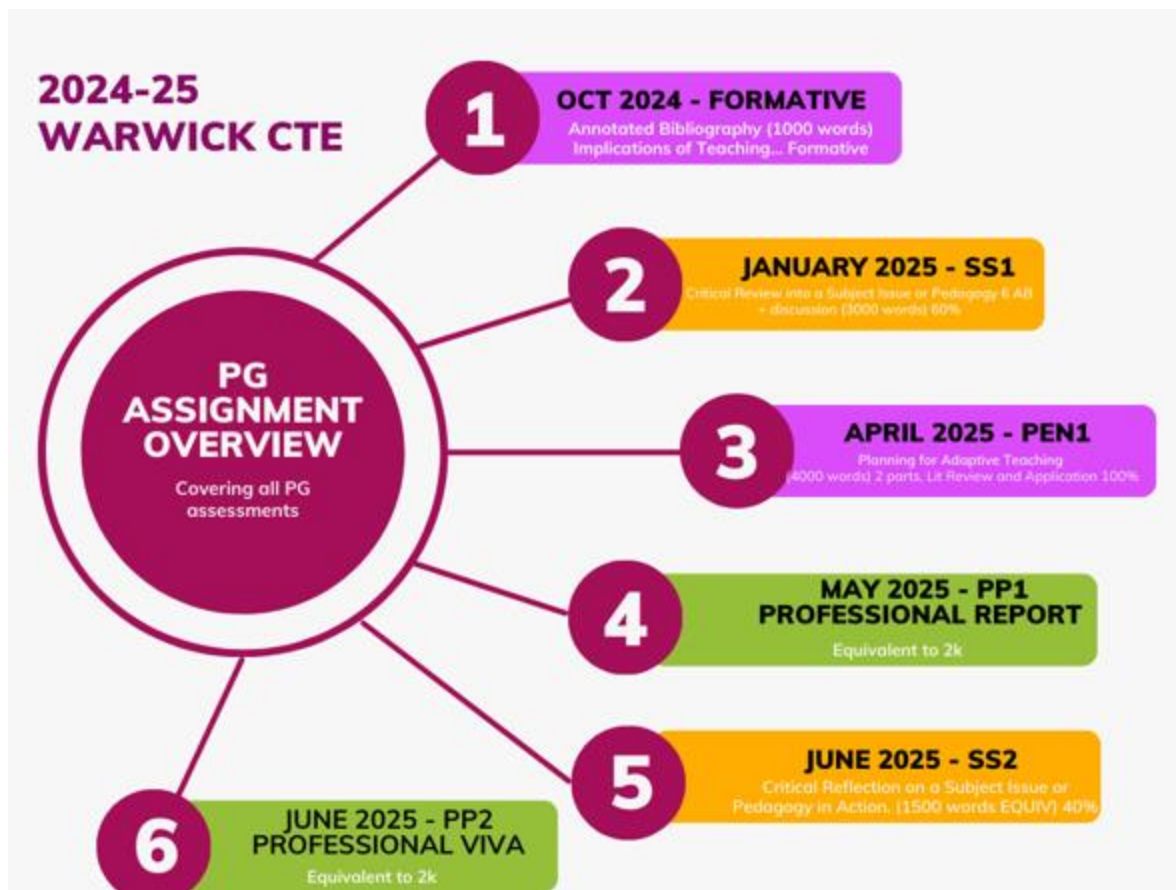 2024-25
WARWICK CTE
PG
ASSIGNMENT
OVERVIEW
Covering all PG
assessments
1
OCT 2024 - FORMATIVE
Annotated Bibliography (1000 words)
Implications of Teaching... Formative
2
JANUARY 2025 - SS1
Critical Review into a Subject Issue or Pedagogy 6 AB
+ discussion (3000 words) 60%
3
APRIL 2025 - PEN1
Planning for Adaptive Teaching
(4000 words) 2 parts, Lit Review and Application 100%
4
MAY 2025 - PP1
PROFESSIONAL REPORT
Equivalent to 2k
5
JUNE 2025 - SS2
Critical Reflection on a Subject Issue or
Pedagogy in Action. (1500 words EQUIV) 40%
6
JUNE 2025 - PP2
PROFESSIONAL VIVA
Equivalent to 2k